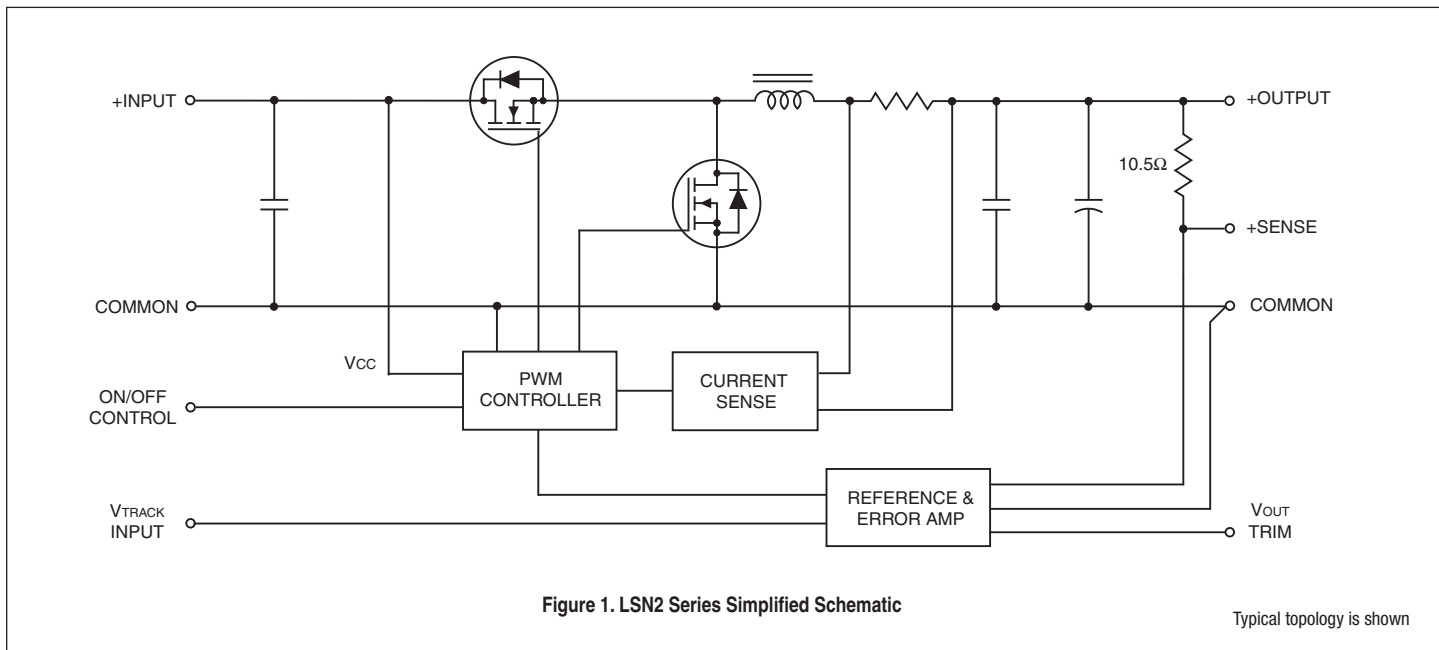 +INPUT
+OUTPUT
10.5Ω
+SENSE
COMMON
COMMON
VCC
PWM
CONTROLLER
CURRENT
SENSE
ON/OFF
CONTROL
REFERENCE &
ERROR AMP
VTRACK
INPUT
VOUT
TRIM
Figure 1. LSN2 Series Simplified Schematic
Typical topology is shown